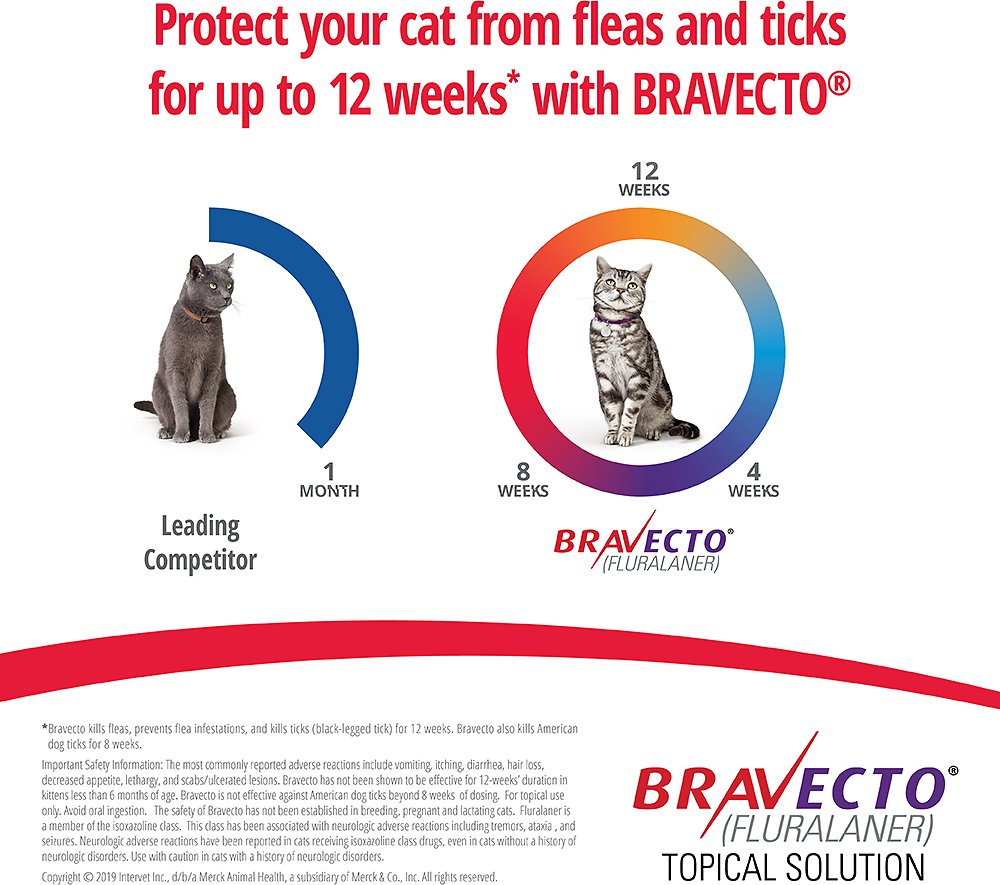 Protect your cat from fleas and ticks
for up to 12 weeks* with BRAVECTO®
12
WEEKS
1
MONTH
8
WEEKS
4
WEEKS
Leading
Competitor
BRAVECTO®
(FLURALANER)
*Bravecto kills fleas, prevents flea infestations, and kills ticks (black-legged tick) for 12 weeks. Bravecto also kills American
dog ticks for 8 weeks.
Important Safety Information: The most commonly reported adverse reactions include vomiting, itching, diarrhea, hair loss,
decreased appetite, lethargy, and scabs/ulcerated lesions. Bravecto has not been shown to be effective for 12-weeks' duration in
kittens less than 6 months of age. Bravecto is not effective against American dog ticks beyond 8 weeks of dosing. For topical use
only. Avoid oral ingestion. The safety of Bravecto has not been established in breeding, pregnant and lactating cats. Fluralaner is
a member of the isoxazoline class. This class has been associated with neurologic adverse reactions including tremors, ataxia , and
seizures. Neurologic adverse reactions have been reported in cats receiving isoxazoline class drugs, even in cats without a history of
neurologic disorders. Use with caution in cats with a history of neurologic disorders.
Copyright © 2019 Intervet Inc., d/b/a Merck Animal Health, a subsidiary of Merck & Co., Inc. All rights reserved.
BRAVECTO®
(FLURALANER)
TOPICAL SOLUTION